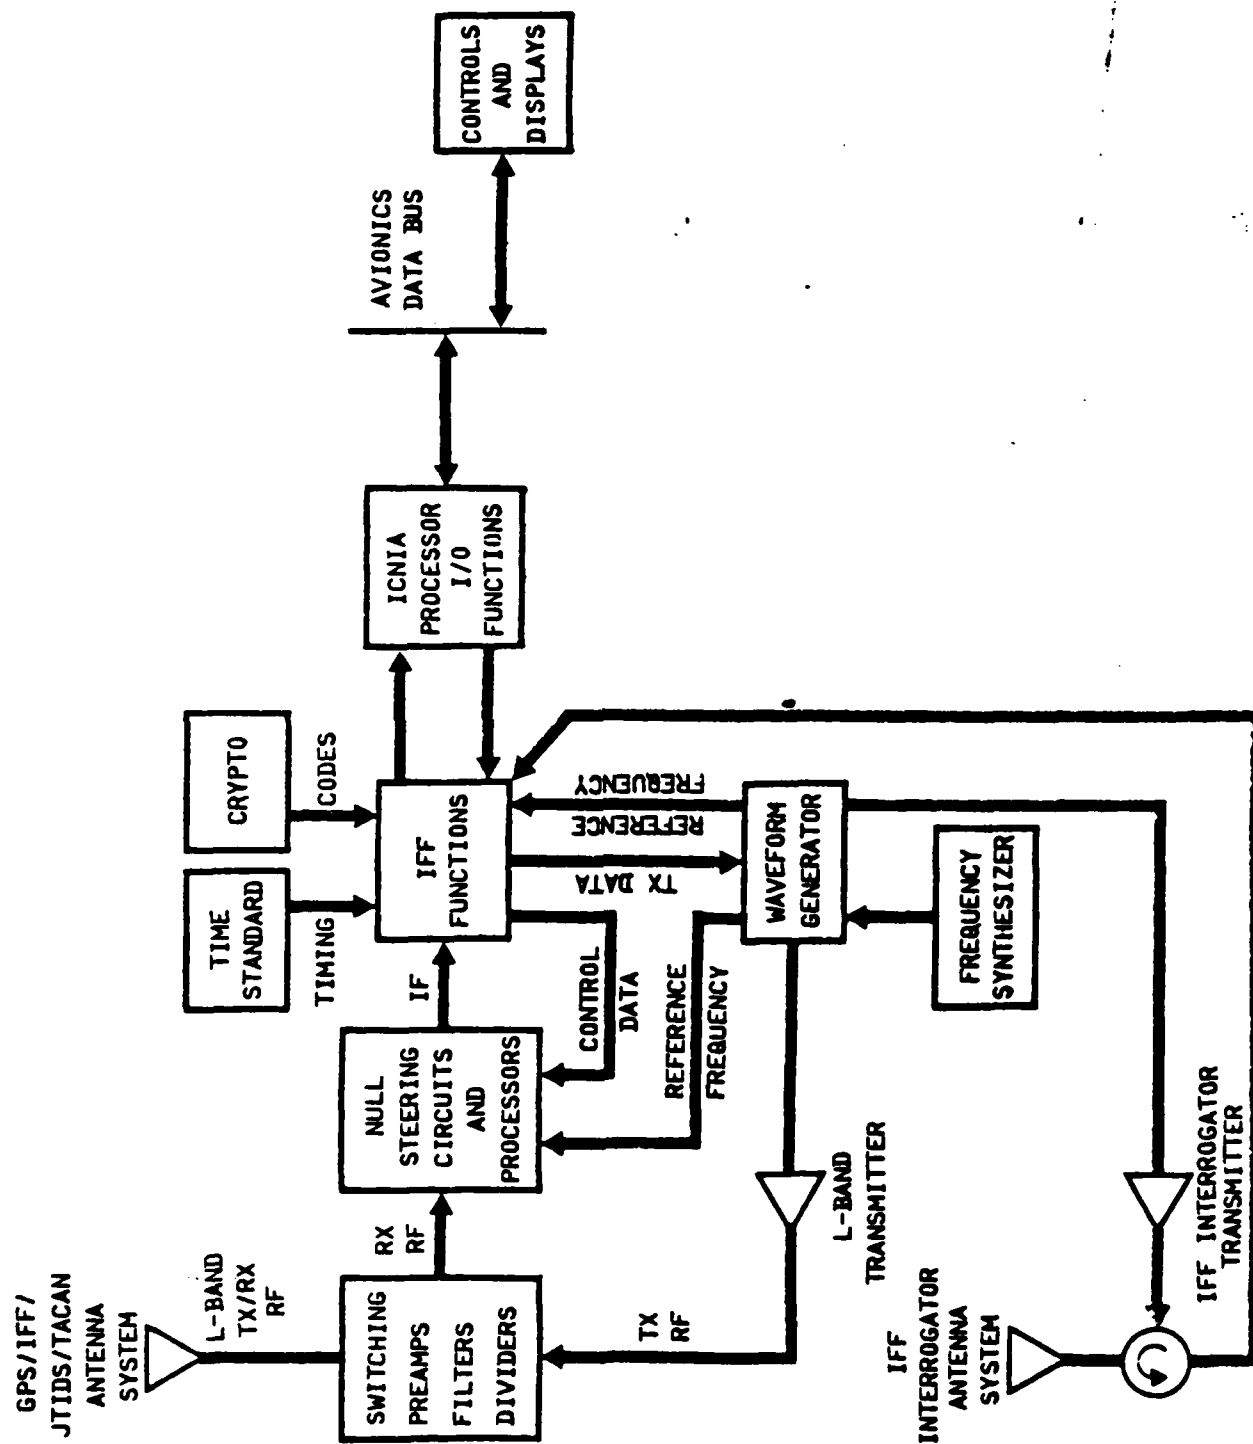 GPS/IFF/
JTIDS/TACAN
ANTENNA
SYSTEM
L-BAND
TX/RX
RF
SWITCHING
PREAMPS
FILTERS
DIVIDERS
RX
RF
NULL
STEERING
CIRCUITS
AND
PROCESSORS
IF
TIME
STANDARD
TIMING
CRYPTO
CODES
IFF
FUNCTIONS
ICNIA
PROCESSOR
I/O
FUNCTIONS
AVIONICS
DATA BUS
CONTROLS
AND
DISPLAYS
CONTROL
DATA
REFERENCE
FREQUENCY
TX DATA
REFERENCE
FREQUENCY
WAVEFORM
GENERATOR
FREQUENCY
SYNTHESIZER
TX
RF
L-BAND
TRANSMITTER
IFF
INTERROGATOR
ANTENNA
SYSTEM
IFF INTERROGATOR
TRANSMITTER